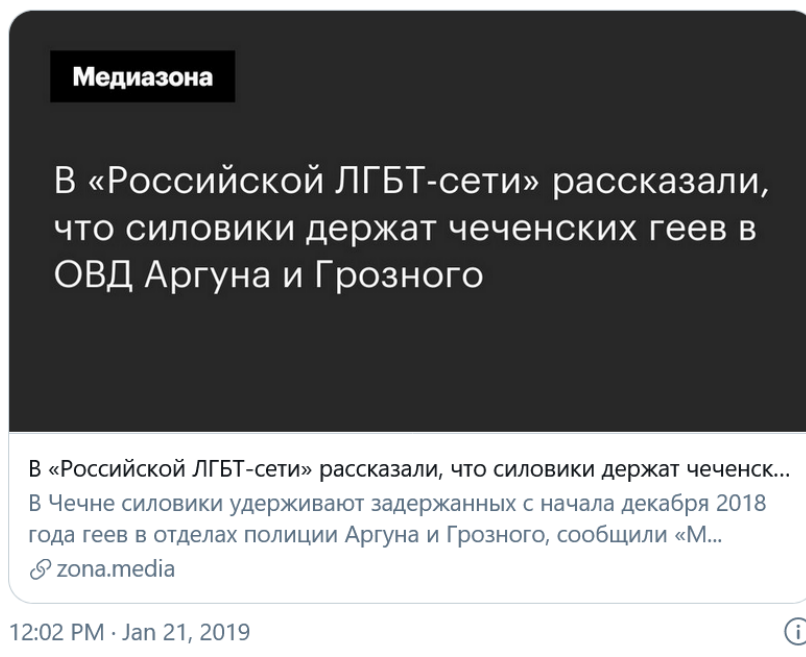 Медиазона
В «Российской ЛГБТ-сети» рассказали,
что силовики держат чеченских геев в
ОВД Аргуна и Грозного
В «Российской ЛГБТ-сети» рассказали, что силовики держат чеченск...
В Чечне силовики удерживают задержанных с начала декабря 2018
года геев в отделах полиции Аргуна и Грозного, сообщили «М...
zona.media
12:02 PM · Jan 21, 2019